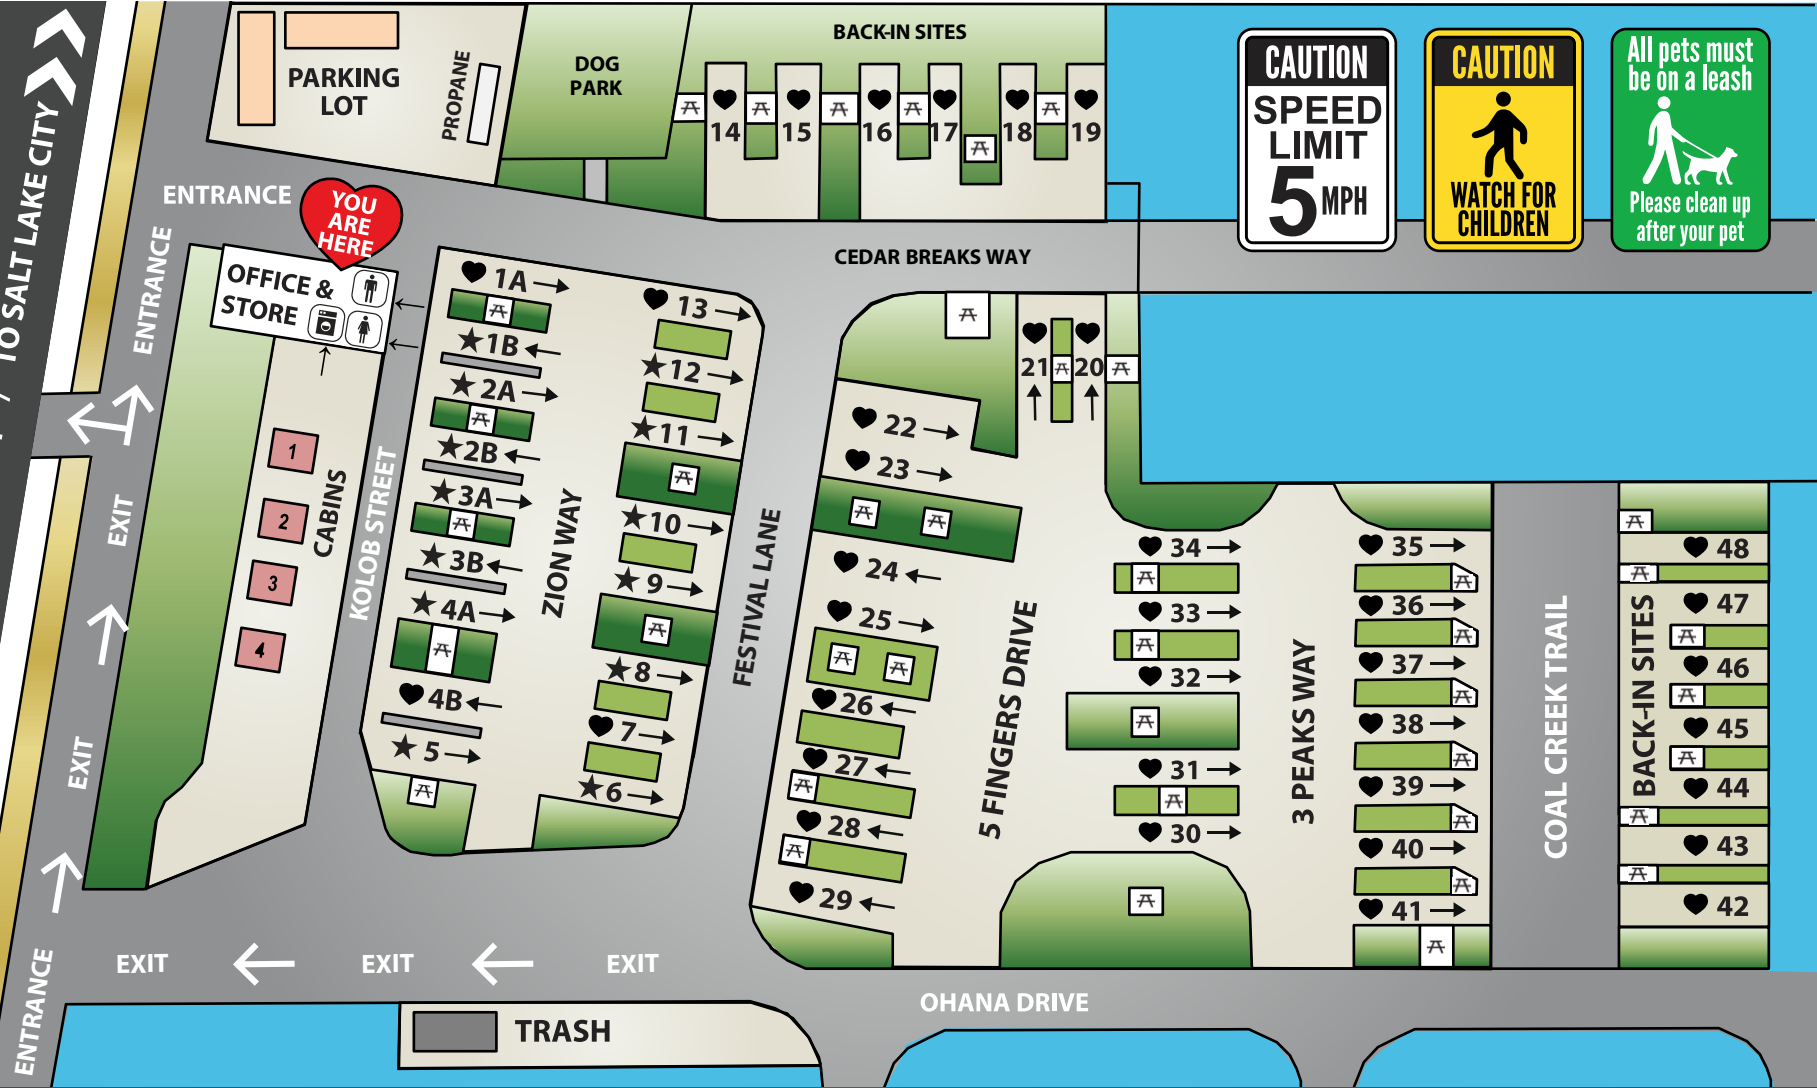 TO SALT LAKE CITY
PARKING
LOT
PROPANE
DOG
PARK
BACK-IN SITES
14
15
16
17
18
19
CAUTION
SPEED
LIMIT
5 MPH
CAUTION
WATCH FOR
CHILDREN
All pets must
be on a leash
Please clean up
after your pet
ENTRANCE
YOU
ARE
HERE
ENTRANCE
OFFICE &
STORE
CEDAR BREAKS WAY
1A
1B
2A
2B
3A
3B
4A
4B
5
13
12
11
10
9
8
7
6
21
20
22
23
24
25
26
27
28
29
34
33
32
31
30
35
36
37
38
39
40
41
48
47
46
45
44
43
42
1
2
3
4
CABINS
KOLOB STREET
ZION WAY
FESTIVAL LANE
5 FINGERS DRIVE
3 PEAKS WAY
COAL CREEK TRAIL
BACK-IN SITES
EXIT
EXIT
ENTRANCE
EXIT
EXIT
EXIT
OHANA DRIVE
TRASH